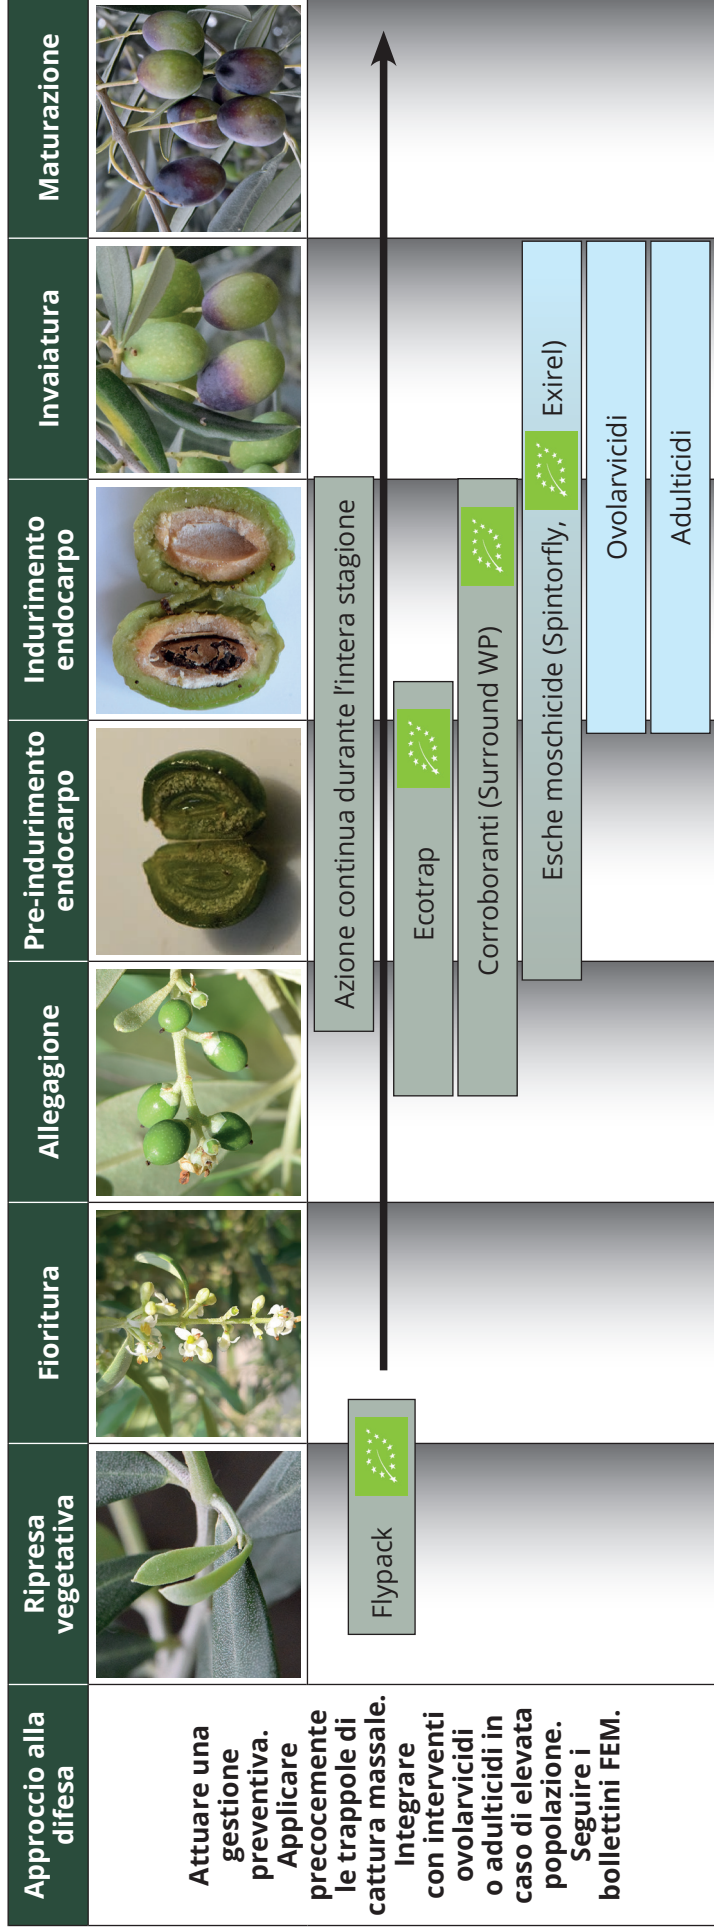 Approccio alla
difesa
Ripresa
vegetativa
Fioritura
Allegagione
Pre-indurimento
endocarpo
Indurimento
endocarpo
Invaiatura
Maturazione
Attuare una
gestione
preventiva.
Applicare
precocemente
le trappole di
cattura massale.
Integrare
con interventi
ovolarvicidi
o adulticidi in
caso di elevata
popolazione.
Seguire i
bollettini FEM.
Azione continua durante l'intera stagione
Flypack
Ecotrap
Corroboranti (Surround WP)
Esche moschicide (Spintorfly, Exirel)
Ovolarvicidi
Adulticidi